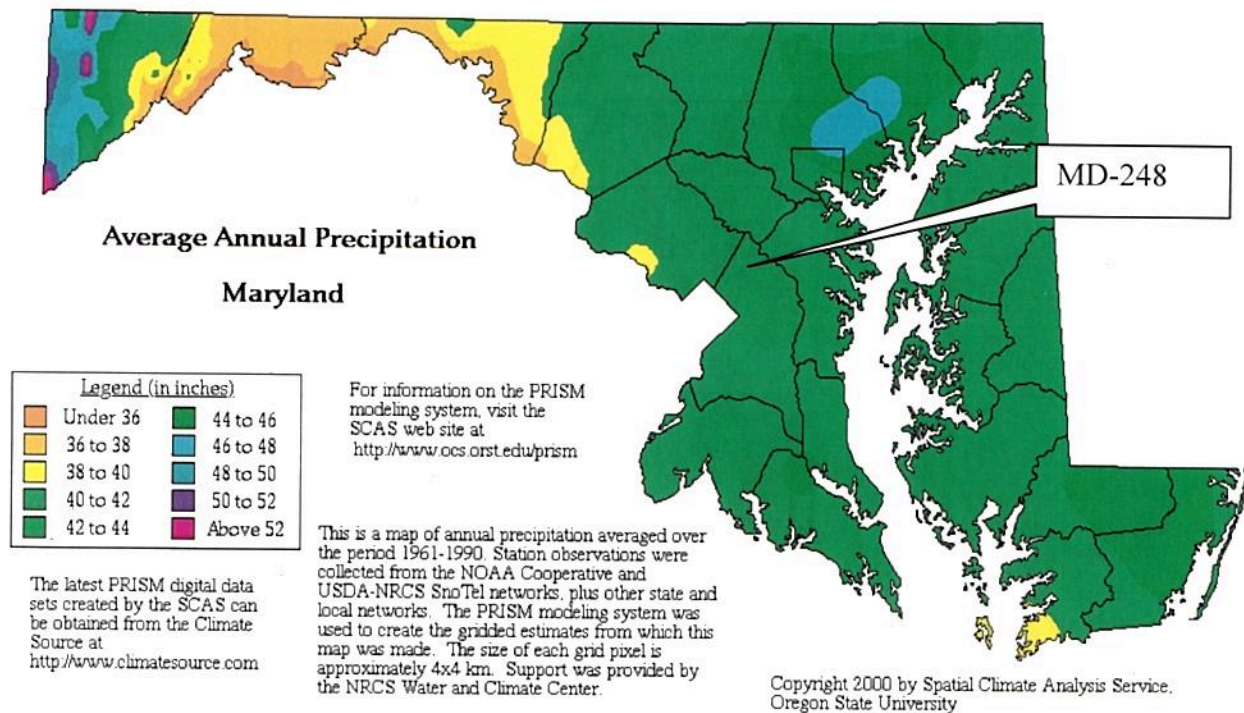 MD-248
Average Annual Precipitation
Maryland
Legend (in inches)
Under 36
36 to 38
38 to 40
40 to 42
42 to 44
44 to 46
46 to 48
48 to 50
50 to 52
Above 52
For information on the PRISM
modeling system, visit the
SCAS web site at
http://www.ocs.orst.edu/prism
The latest PRISM digital data
sets created by the SCAS can
be obtained from the Climate
Source at
http://www.climatesource.com
This is a map of annual precipitation averaged over
the period 1961-1990. Station observations were
collected from the NOAA Cooperative and
USDA-NRCS SnoTel networks, plus other state and
local networks. The PRISM modeling system was
used to create the gridded estimates from which this
map was made. The size of each grid pixel is
approximately 4x4 km. Support was provided by
the NRCS Water and Climate Center.
Copyright 2000 by Spatial Climate Analysis Service,
Oregon State University